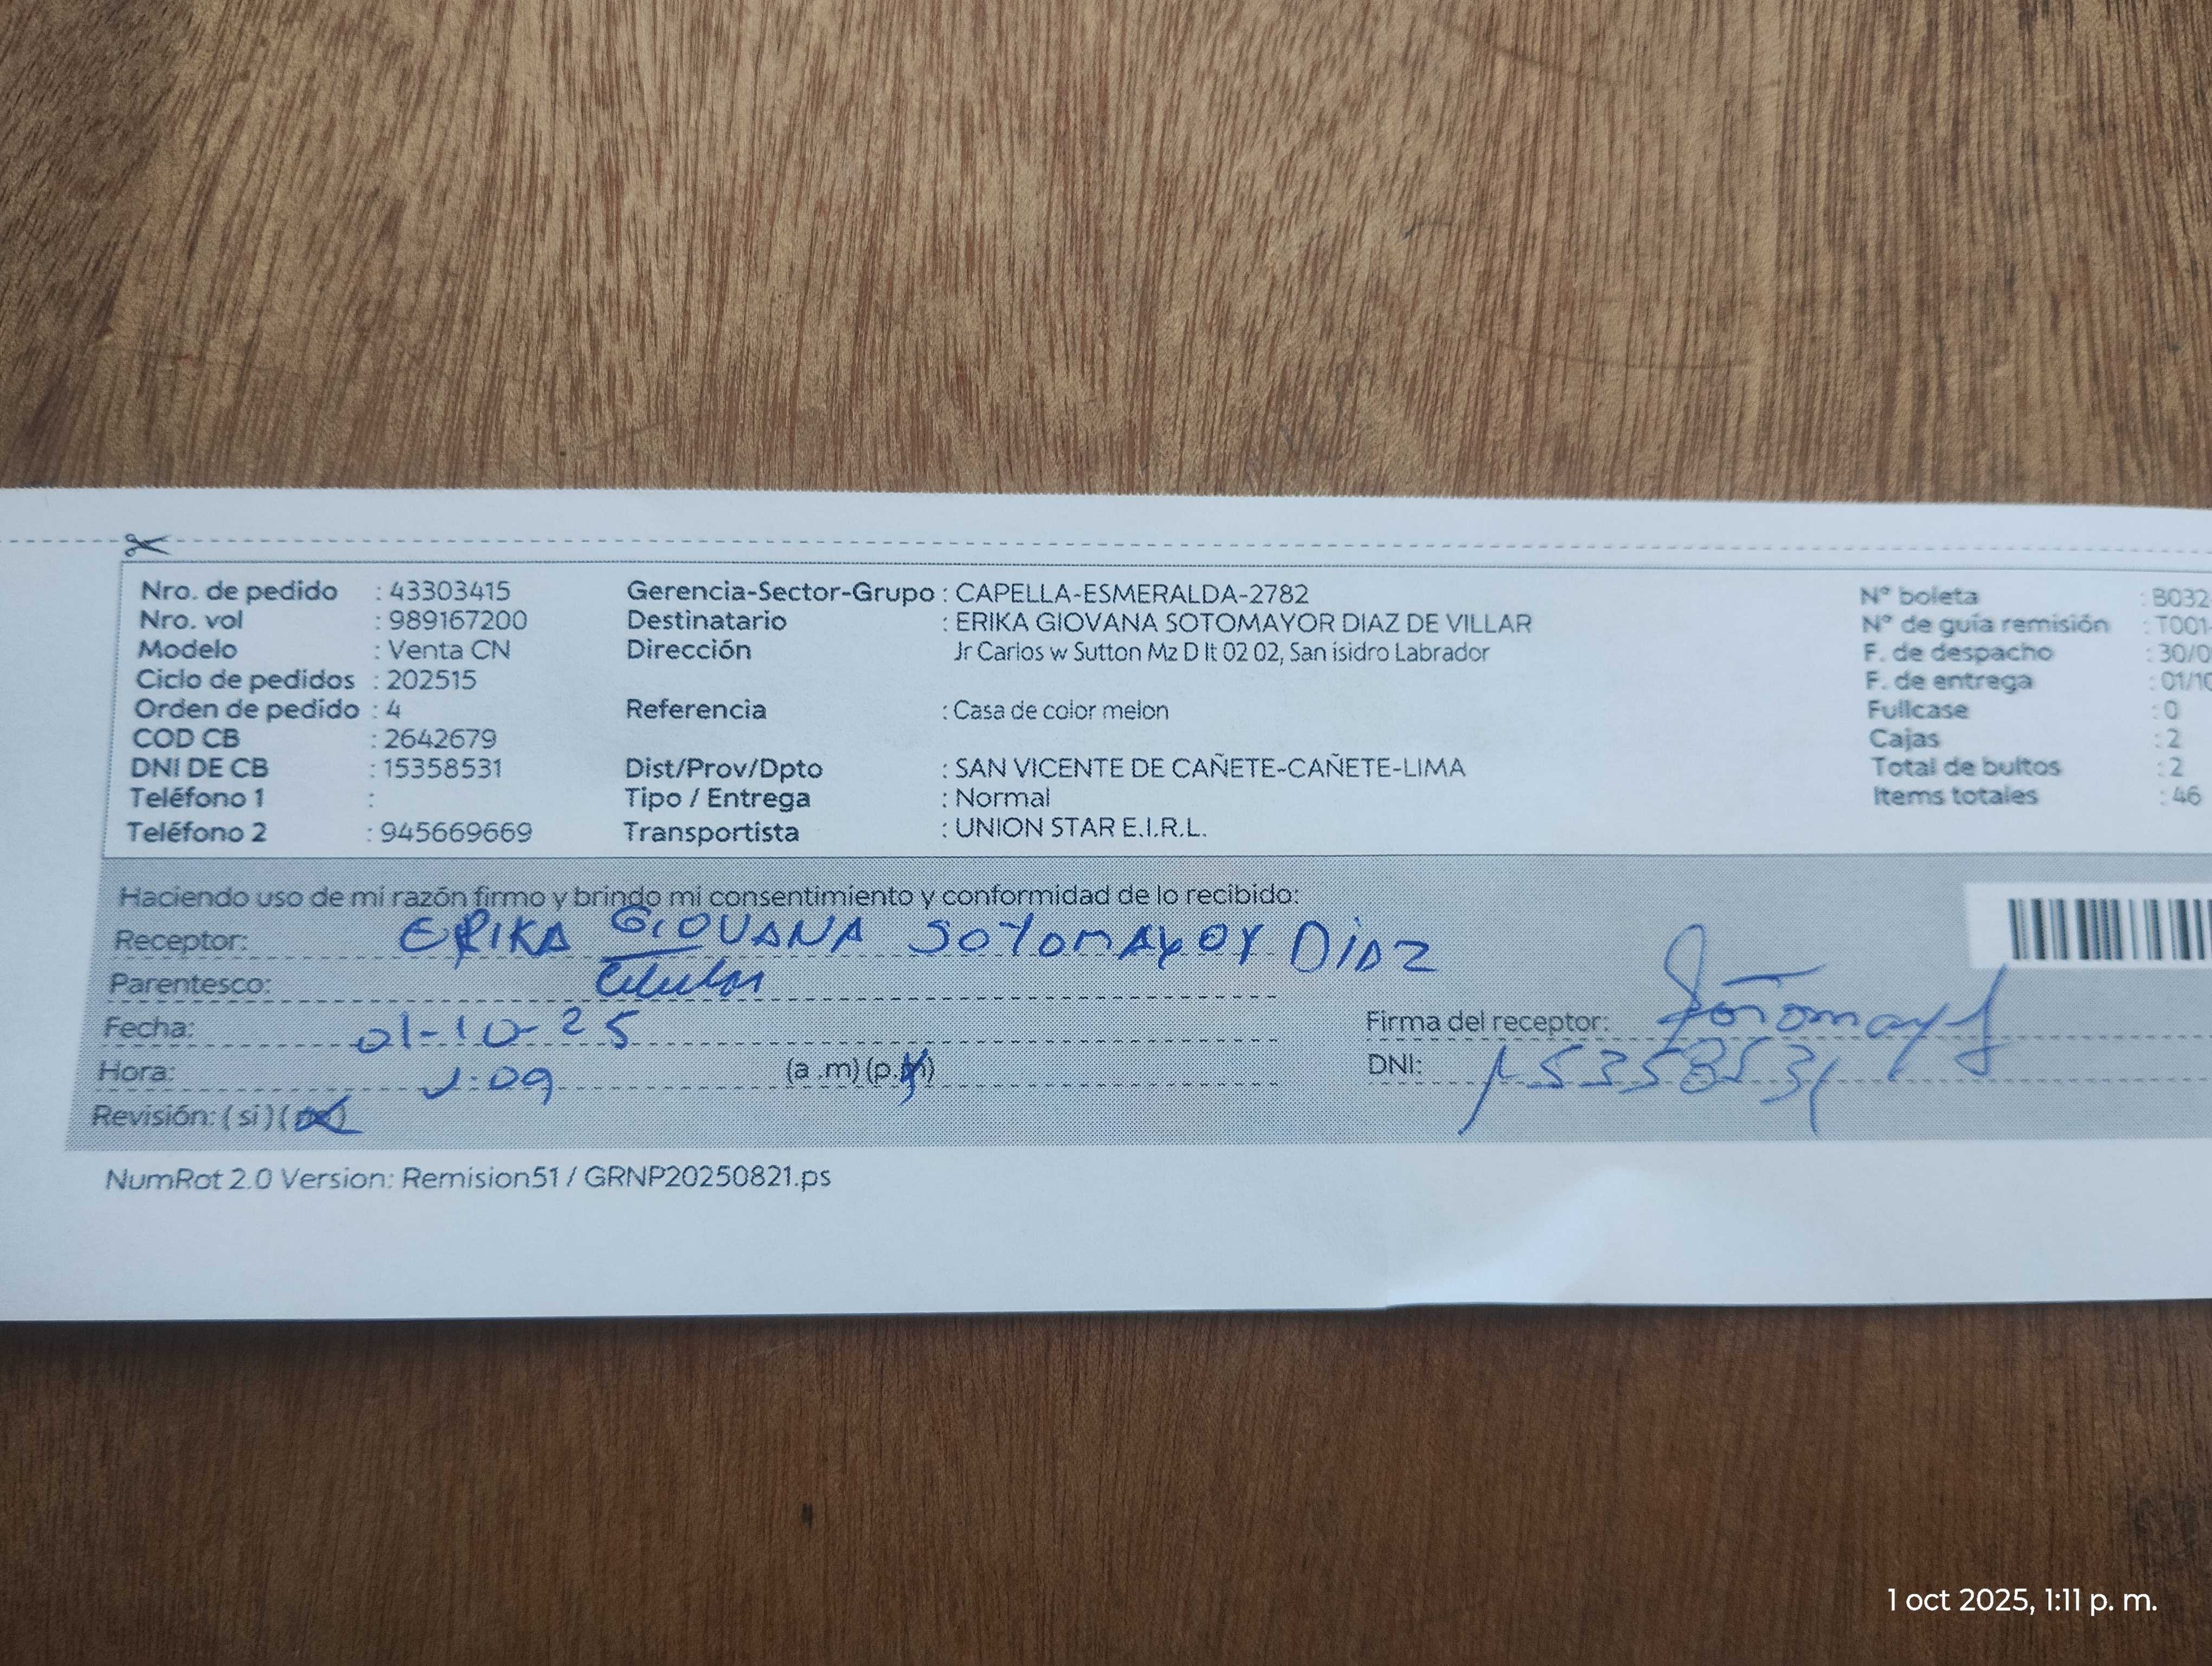 Nro. de pedido : 43303415 Gerencia-Sector-Grupo : CAPELLA-ESMERALDA-2782 N° boleta : B032
Nro. vol : 989167200 Destinatario : ERIKA GIOVANA SOTOMAYOR DIAZ DE VILLAR N° de guía remisión : T001-
Modelo : Venta CN Dirección Jr Carlos w Sutton Mz D lt 02 02, San isidro Labrador F. de despacho : 30/0
Ciclo de pedidos : 202515 F. de entrega : 01/10
Orden de pedido : 4 Referencia : Casa de color melon Fullcase : 0
COD CB : 2642679 Cajas : 2
DNI DE CB : 15358531 Dist/Prov/Dpto : SAN VICENTE DE CAÑETE-CAÑETE-LIMA Total de bultos : 2
Teléfono 1 : Tipo / Entrega : Normal Items totales : 46
Teléfono 2 : 945669669 Transportista : UNION STAR E.I.R.L.
Haciendo uso de mi razón firmo y brindo mi consentimiento y conformidad de lo recibido:
Receptor: ERIKA GIOVANA SOTOMAYOR DIAZ
Parentesco:
Fecha: 01-10-25 Firma del receptor: Sotomayor
Hora: 1:09 (a .m) (p.m) DNI: 15358531
Revisión: ( si ) (no)
NumRot 2.0 Version: Remision51 / GRNP20250821.ps
1 oct 2025, 1:11 p. m.